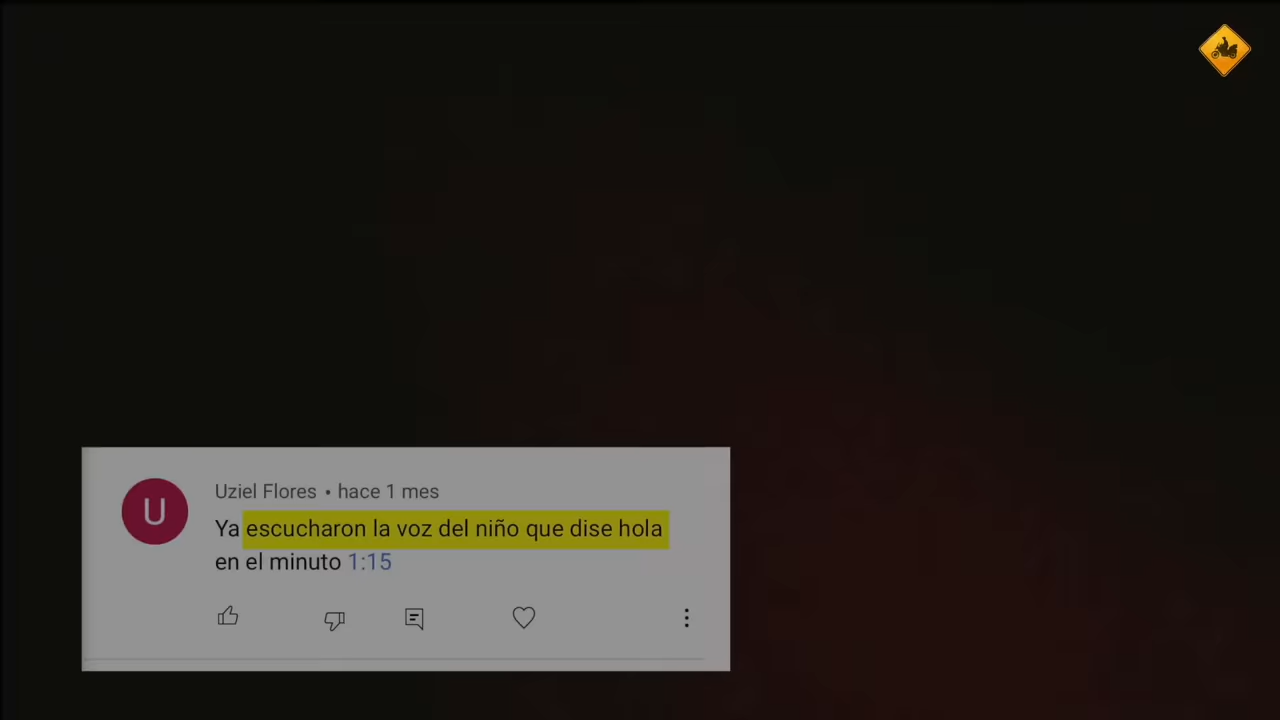 U
Uziel Flores • hace 1 mes
Ya escucharon la voz del niño que dise hola
en el minuto 1:15